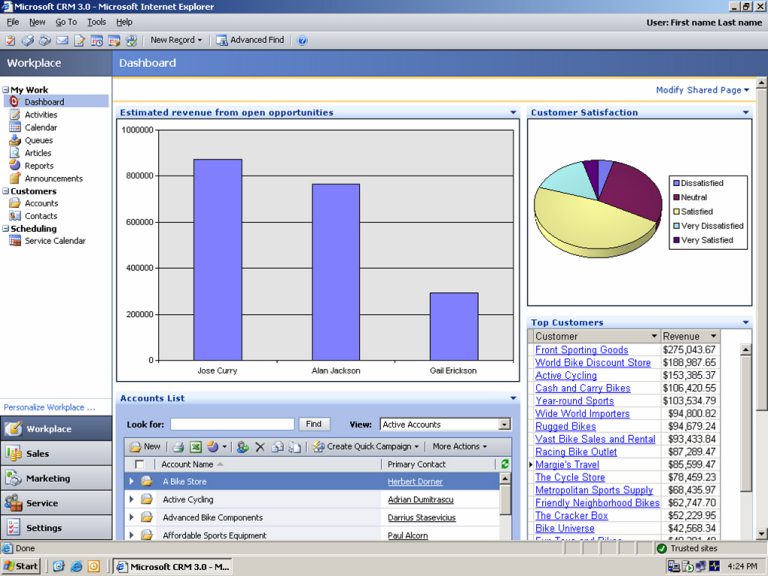 Microsoft CRM 3.0 - Microsoft Internet Explorer
File New Go To Tools Help
User: First name Last name
New Record Advanced Find
Workplace
Dashboard
Modify Shared Page
My Work
Dashboard
Activities
Calendar
Queues
Articles
Reports
Announcements
Customers
Accounts
Contacts
Scheduling
Service Calendar
Personalize Workplace ...
Workplace
Sales
Marketing
Service
Settings
Estimated revenue from open opportunities
1000000
800000
600000
400000
200000
0
Jose Curry Alan Jackson Gail Erickson
Customer Satisfaction
Dissatisfied
Neutral
Satisfied
Very Dissatisfied
Very Satisfied
Accounts List
Look for: Find View: Active Accounts
New Create Quick Campaign More Actions
Account Name Primary Contact
A Bike Store Herbert Dorner
Active Cycling Adrian Dumitrascu
Advanced Bike Components Darrius Stasevicius
Affordable Sports Equipment Paul Alcorn
Top Customers
Customer Revenue
Front Sporting Goods $275,043.67
World Bike Discount Store $188,987.65
Active Cycling $153,385.37
Cash and Carry Bikes $106,420.55
Year-round Sports $103,534.79
Wide World Importers $94,800.82
Rugged Bikes $94,679.24
Vast Bike Sales and Rental $93,433.84
Racing Bike Outlet $87,289.47
Margie's Travel $85,599.47
The Cycle Store $78,459.23
Metropolitan Sports Supply $68,435.97
Friendly Neighborhood Bikes $62,747.70
The Cracker Box $52,229.95
Bike Universe $42,568.34
Done
Trusted sites
Start
Microsoft CRM 3.0 - M...
4:24 PM